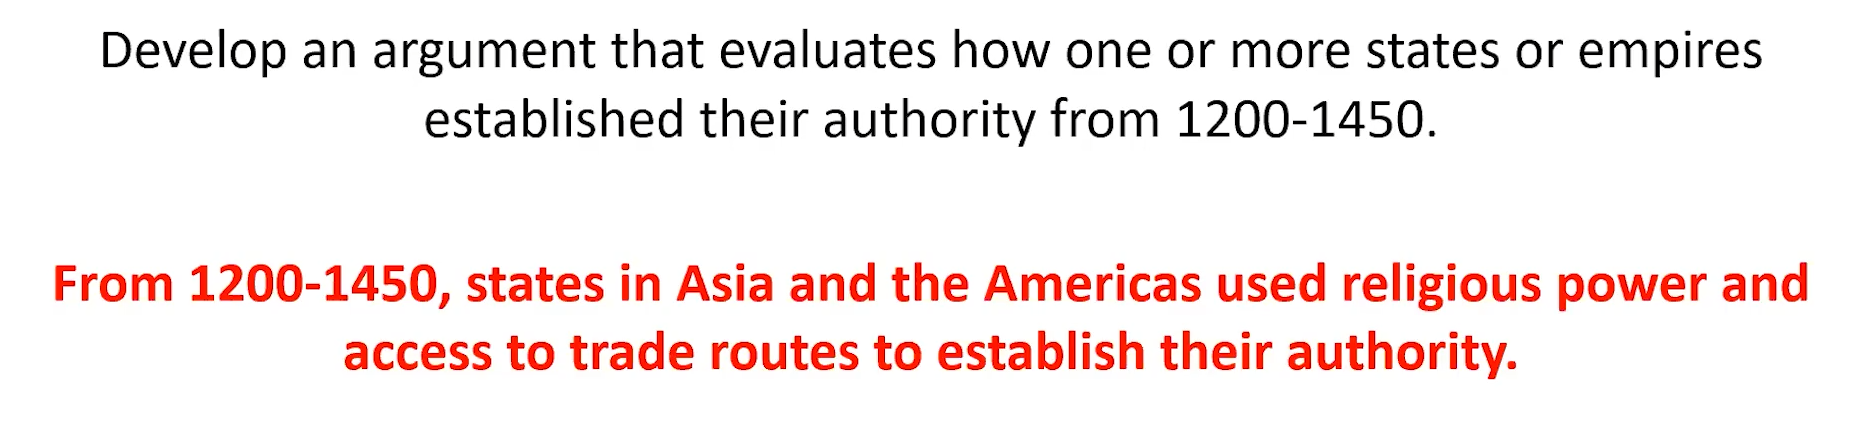 Develop an argument that evaluates how one or more states or empires
established their authority from 1200-1450.
From 1200-1450, states in Asia and the Americas used religious power and
access to trade routes to establish their authority.